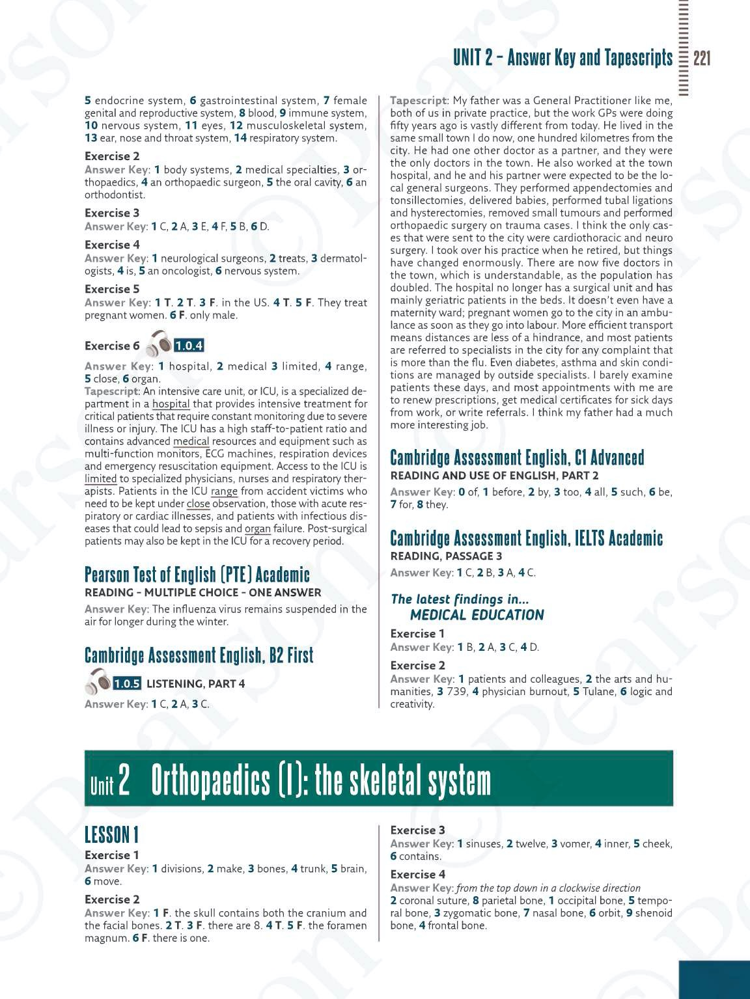 UNIT 2 – Answer Key and Tapescripts 221
5 endocrine system, 6 gastrointestinal system, 7 female
genital and reproductive system, 8 blood, 9 immune system,
10 nervous system, 11 eyes, 12 musculoskeletal system,
13 ear, nose and throat system, 14 respiratory system.
Exercise 2
Answer Key: 1 body systems, 2 medical specialties, 3 or-
thopaedics, 4 an orthopaedic surgeon, 5 the oral cavity, 6 an
orthodontist.
Exercise 3
Answer Key: 1 C, 2 A, 3 E, 4 F, 5 B, 6 D.
Exercise 4
Answer Key: 1 neurological surgeons, 2 treats, 3 dermatol-
ogists, 4 is, 5 an oncologist, 6 nervous system.
Exercise 5
Answer Key: 1 T. 2 T. 3 F. in the US. 4 T. 5 F. They treat
pregnant women. 6 F. only male.
Exercise 6 1.0.4
Answer Key: 1 hospital, 2 medical 3 limited, 4 range,
5 close, 6 organ.
Tapescript: An intensive care unit, or ICU, is a specialized de-
partment in a hospital that provides intensive treatment for
critical patients that require constant monitoring due to severe
illness or injury. The ICU has a high staff-to-patient ratio and
contains advanced medical resources and equipment such as
multi-function monitors, ECG machines, respiration devices
and emergency resuscitation equipment. Access to the ICU is
limited to specialized physicians, nurses and respiratory ther-
apists. Patients in the ICU range from accident victims who
need to be kept under close observation, those with acute res-
piratory or cardiac illnesses, and patients with infectious dis-
eases that could lead to sepsis and organ failure. Post-surgical
patients may also be kept in the ICU for a recovery period.
Pearson Test of English (PTE) Academic
READING – MULTIPLE CHOICE – ONE ANSWER
Answer Key: The influenza virus remains suspended in the
air for longer during the winter.
Cambridge Assessment English, B2 First
1.0.5 LISTENING, PART 4
Answer Key: 1 C, 2 A, 3 C.
Tapescript: My father was a General Practitioner like me,
both of us in private practice, but the work GPs were doing
fifty years ago is vastly different from today. He lived in the
same small town I do now, one hundred kilometres from the
city. He had one other doctor as a partner, and they were
the only doctors in the town. He also worked at the town
hospital, and he and his partner were expected to be the lo-
cal general surgeons. They performed appendectomies and
tonsillectomies, delivered babies, performed tubal ligations
and hysterectomies, removed small tumours and performed
orthopaedic surgery on trauma cases. I think the only cas-
es that were sent to the city were cardiothoracic and neuro
surgery. I took over his practice when he retired, but things
have changed enormously. There are now five doctors in
the town, which is understandable, as the population has
doubled. The hospital no longer has a surgical unit and has
mainly geriatric patients in the beds. It doesn't even have a
maternity ward; pregnant women go to the city in an ambu-
lance as soon as they go into labour. More efficient transport
means distances are less of a hindrance, and most patients
are referred to specialists in the city for any complaint that
is more than the flu. Even diabetes, asthma and skin condi-
tions are managed by outside specialists. I barely examine
patients these days, and most appointments with me are
to renew prescriptions, get medical certificates for sick days
from work, or write referrals. I think my father had a much
more interesting job.
Cambridge Assessment English, C1 Advanced
READING AND USE OF ENGLISH, PART 2
Answer Key: 0 of, 1 before, 2 by, 3 too, 4 all, 5 such, 6 be,
7 for, 8 they.
Cambridge Assessment English, IELTS Academic
READING, PASSAGE 3
Answer Key: 1 C, 2 B, 3 A, 4 C.
The latest findings in...
MEDICAL EDUCATION
Exercise 1
Answer Key: 1 B, 2 A, 3 C, 4 D.
Exercise 2
Answer Key: 1 patients and colleagues, 2 the arts and hu-
manities, 3 739, 4 physician burnout, 5 Tulane, 6 logic and
creativity.
Unit 2 Orthopaedics (I): the skeletal system
LESSON 1
Exercise 1
Answer Key: 1 divisions, 2 make, 3 bones, 4 trunk, 5 brain,
6 move.
Exercise 2
Answer Key: 1 F. the skull contains both the cranium and
the facial bones. 2 T. 3 F. there are 8. 4 T. 5 F. the foramen
magnum. 6 F. there is one.
Exercise 3
Answer Key: 1 sinuses, 2 twelve, 3 vomer, 4 inner, 5 cheek,
6 contains.
Exercise 4
Answer Key: from the top down in a clockwise direction
2 coronal suture, 8 parietal bone, 1 occipital bone, 5 tempo-
ral bone, 3 zygomatic bone, 7 nasal bone, 6 orbit, 9 shenoid
bone, 4 frontal bone.
© Pearson